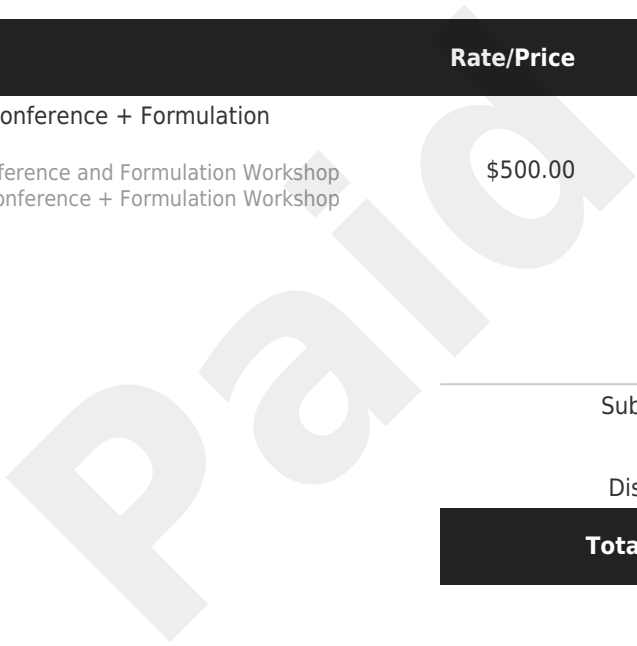 Rate/Price
onference + Formulation
ference and Formulation Workshop
onference + Formulation Workshop
$500.00
Sub
Dis
Tota
Paid